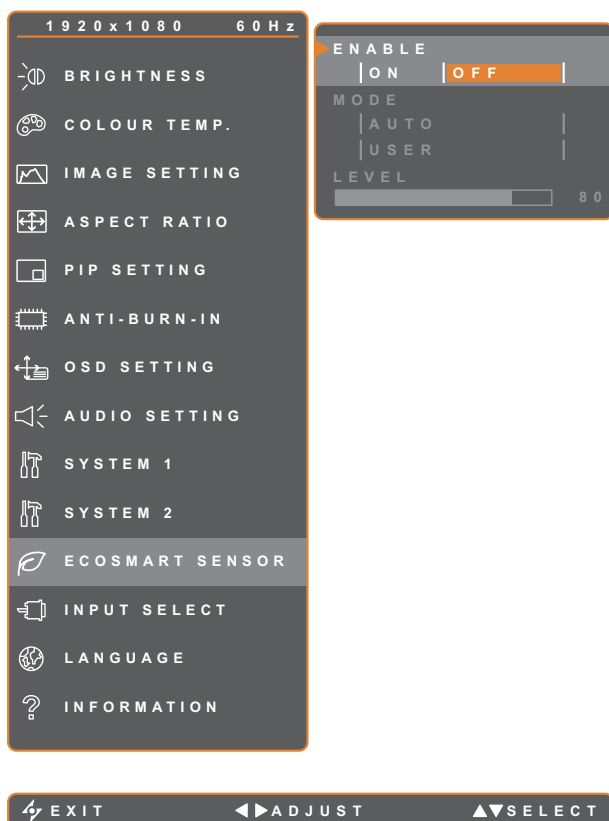 1920x1080 60Hz
BRIGHTNESS
COLOUR TEMP.
IMAGE SETTING
ASPECT RATIO
PIP SETTING
ANTI-BURN-IN
OSD SETTING
AUDIO SETTING
SYSTEM 1
SYSTEM 2
ECOSMART SENSOR
INPUT SELECT
LANGUAGE
INFORMATION
ENABLE
ON OFF
MODE
AUTO
USER
LEVEL
80
EXIT ADJUST SELECT